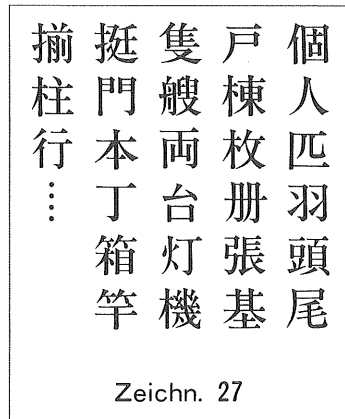 個人匹羽頭尾
戸棟枚册張基
隻艘両台灯機
挺門本丁箱竿
揃柱行…
Zeichn. 27